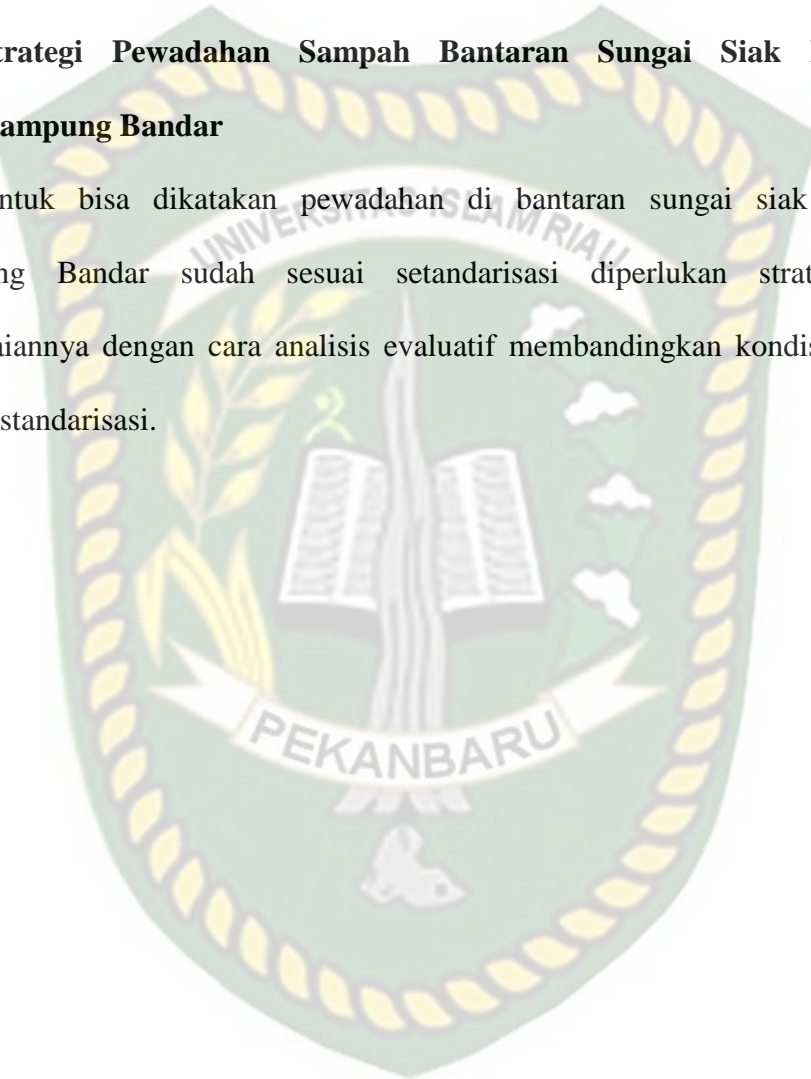 trategi Pewadahan Sampah Bantaran Sungai Siak
ampung Bandar
ntuk bisa dikatakan pewadahan di bantaran sungai siak
ng Bandar sudah sesuai setandarisasi diperlukan strat
aiannya dengan cara analisis evaluatif membandingkan kondis
standarisasi.
UNIVERSITAS ISLAM RIAU
PEKANBARU